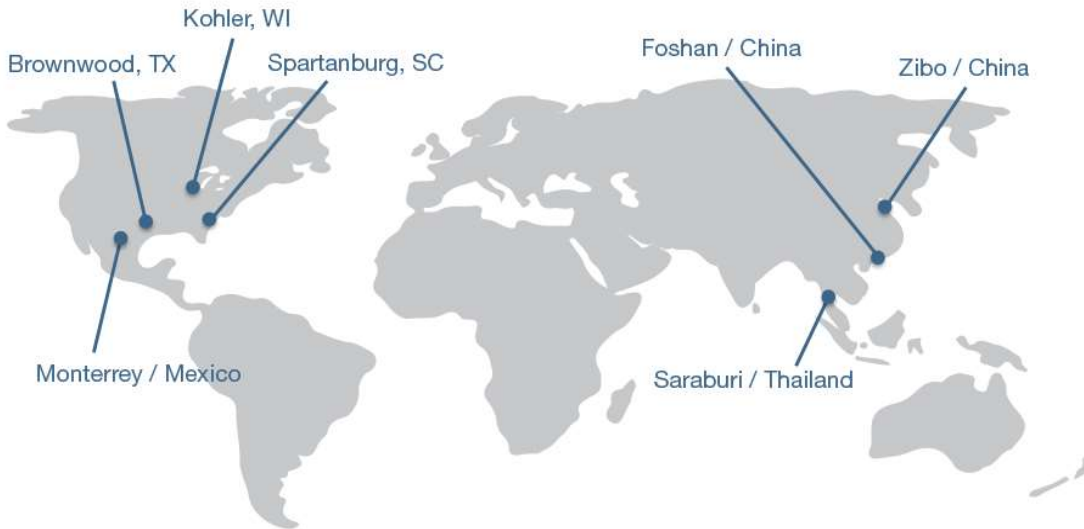 Kohler, WI
Brownwood, TX
Spartanburg, SC
Foshan / China
Zibo / China
Monterrey / Mexico
Saraburi / Thailand